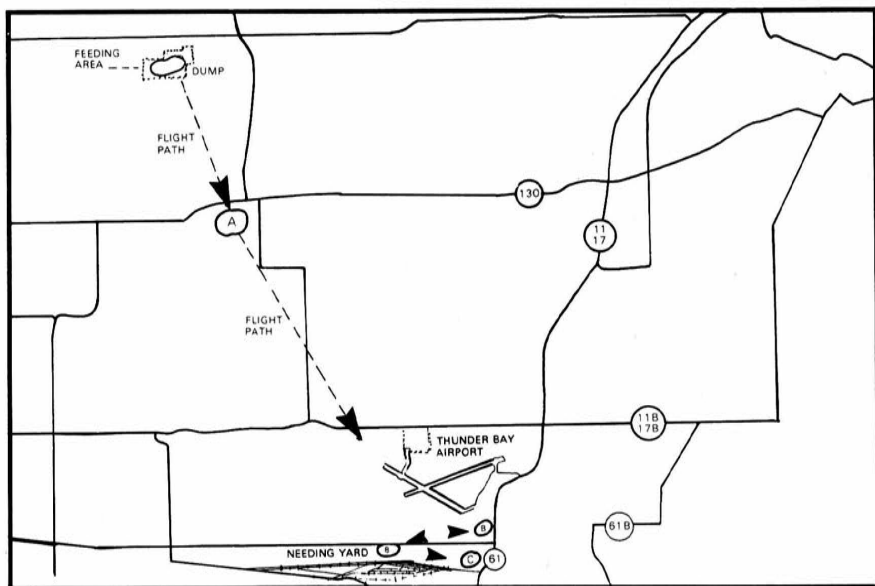 FEEDING
AREA
DUMP
FLIGHT
PATH
130
A
11
17
FLIGHT
PATH
11B
17B
THUNDER BAY
AIRPORT
B
61B
NEEDING YARD
B
C
61